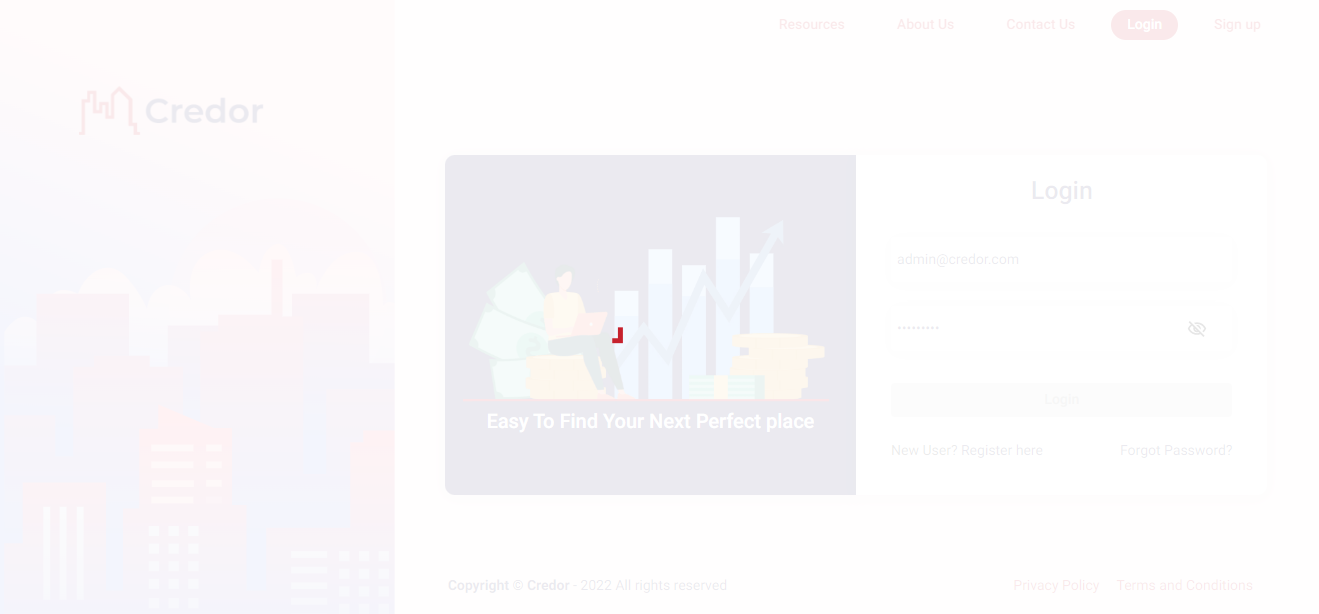 Resources About Us Contact Us Login Sign up
Credor
Login
admin@credor.com
•••••••••
Login
Easy To Find Your Next Perfect place
New User? Register here Forgot Password?
Copyright © Credor - 2022 All rights reserved Privacy Policy Terms and Conditions